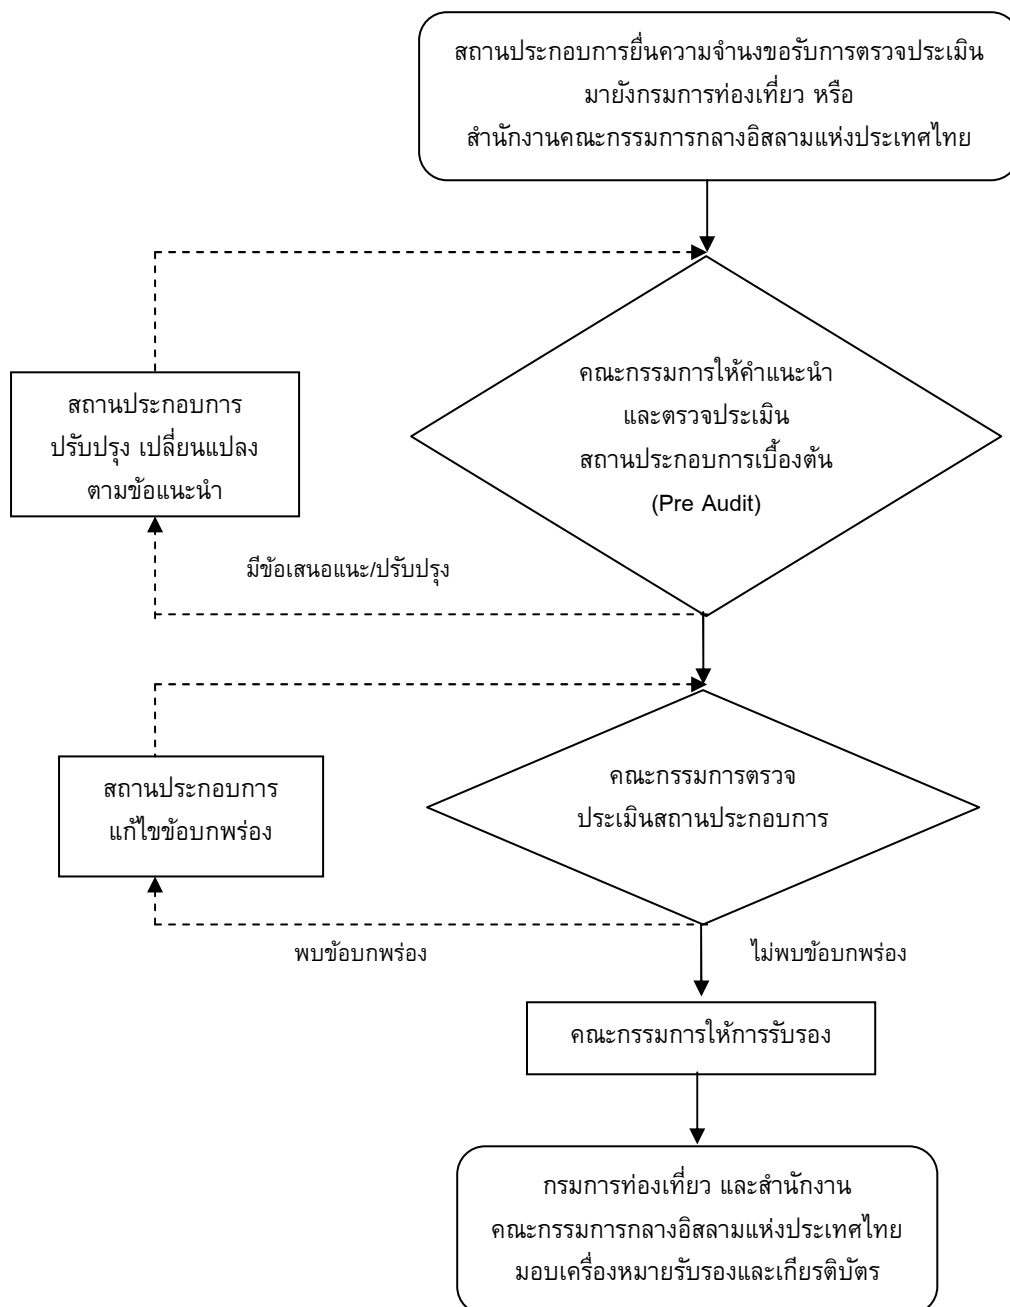 สถานประกอบการยื่นความจำนงขอรับการตรวจประเมิน
มายังกรมการท่องเที่ยว หรือ
สำนักงานคณะกรรมการกลางอิสลามแห่งประเทศไทย
คณะกรรมการให้คำแนะนำ
และตรวจประเมิน
สถานประกอบการเบื้องต้น
(Pre Audit)
สถานประกอบการ
ปรับปรุง เปลี่ยนแปลง
ตามข้อแนะนำ
มีข้อเสนอแนะ/ปรับปรุง
คณะกรรมการตรวจ
ประเมินสถานประกอบการ
สถานประกอบการ
แก้ไขข้อบกพร่อง
พบข้อบกพร่อง
ไม่พบข้อบกพร่อง
คณะกรรมการให้การรับรอง
กรมการท่องเที่ยว และสำนักงาน
คณะกรรมการกลางอิสลามแห่งประเทศไทย
มอบเครื่องหมายรับรองและเกียรติบัตร